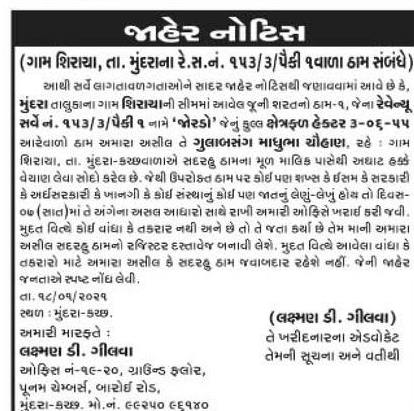 જાહેર નોટિસ
(ગામ શિરાચા, તા. મુંદરાના રે.સ.નં. ૧૫૩/૩/પૈકી ૧વાળા ઠામ સંબંધે)
આથી સર્વે લાગતાવળગતાઓને સાદર જાહેર નોટિસથી જણાવવામાં આવે છે કે,
મુંદરા તાલુકાના ગામ શિરાચાની સીમમાં આવેલ જૂની શરતનો ઠામ-૧, જેના રેવેન્યૂ
સર્વે નં. ૧૫૩/૩/પૈકી ૧ નામે 'જોરડો' જેનું કુલ્લ ક્ષેત્રફળ હેક્ટર ૩-૦૬-૫૫
આરેવાળો ઠામ અમારા અસીલ તે ગુલાબસંગ માધુભા ચૌહાણ, રહે : ગામ
શિરાચા, તા. મુંદરા-કચ્છવાળાએ સદરહુ ઠામના મૂળ માલિક પાસેથી અઘાટ હક્કે
વેચાણ લેવા સોદો કરેલ છે. જેથી ઉપરોક્ત ઠામ પર કોઈ પણ શખ્સ કે ઈસમ કે સરકારી
કે અર્ધસરકારી કે ખાનગી કે કોઈ સંસ્થાનું કોઈ પણ જાતનું લેણું-લેખું હોય તો દિવસ-
૦૭ (સાત)માં તે અંગેના અસલ આધારો સાથે રાખી અમારી ઓફિસે ખરાઈ કરી જવી.
મુદત વિત્યે કોઈ વાંધા કે તકરાર નથી અને છે તો તે જતા કર્યા છે તેમ માની અમારા
અસીલ સદરહુ ઠામનો રજિસ્ટર દસ્તાવેજ બનાવી લેશે. મુદત વિત્યે આવેલા વાંધા કે
તકરારો માટે અમારા અસીલ કે સદરહુ ઠામ જવાબદાર રહેશે નહીં. જેની જાહેર
જનતાએ સ્પષ્ટ નોંધ લેવી.
તા. ૧૮/૦૧/૨૦૨૧
સ્થળ : મુંદરા-કચ્છ.
અમારી મારફતે :
લક્ષ્મણ ડી. ગીલવા
ઓફિસ નં-૧૯-૨૦, ગ્રાઉન્ડ ફ્લોર,
પૂનમ ચેમ્બર્સ, બારોઈ રોડ,
મુંદરા-કચ્છ. મો.નં. ૯૯૨૫૦ ૯૬૧૪૦
(લક્ષ્મણ ડી. ગીલવા)
તે ખરીદનારના એડવોકેટ
તેમની સૂચના અને વતીથી